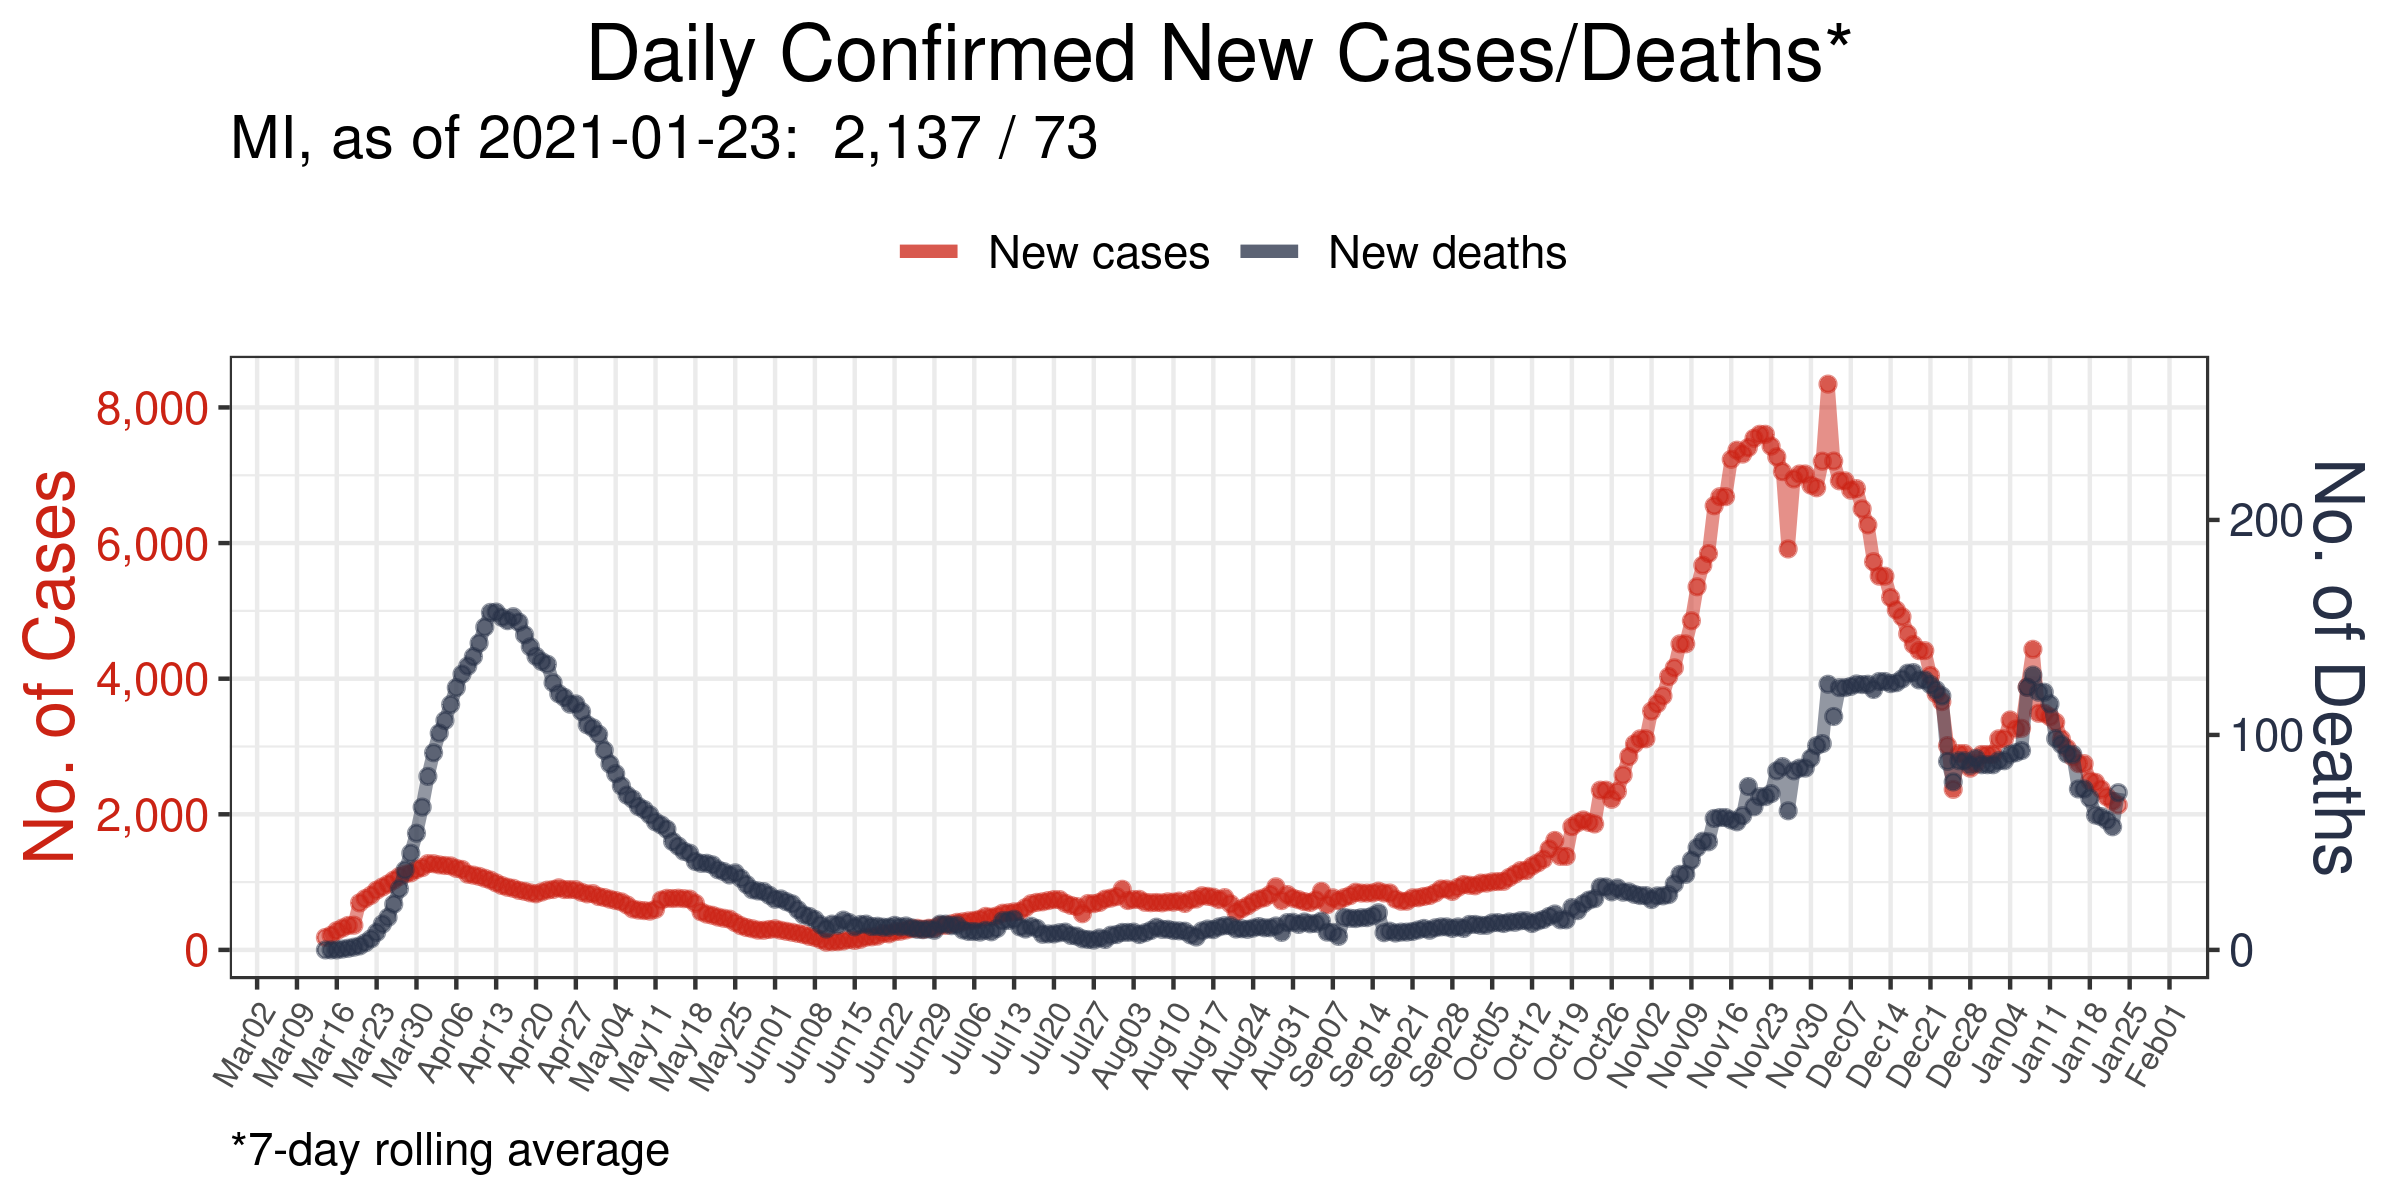 Daily Confirmed New Cases/Deaths*
MI, as of 2021-01-23:  2,137 / 73
New cases
New deaths
No. of Cases
8,000
6,000
4,000
2,000
0
200
100
0
No. of Deaths
Mar02
Mar09
Mar16
Mar23
Mar30
Apr06
Apr13
Apr20
Apr27
May04
May11
May18
May25
Jun01
Jun08
Jun15
Jun22
Jun29
Jul06
Jul13
Jul20
Jul27
Aug03
Aug10
Aug17
Aug24
Aug31
Sep07
Sep14
Sep21
Sep28
Oct05
Oct12
Oct19
Oct26
Nov02
Nov09
Nov16
Nov23
Nov30
Dec07
Dec14
Dec21
Dec28
Jan04
Jan11
Jan18
Jan25
Feb01
*7-day rolling average